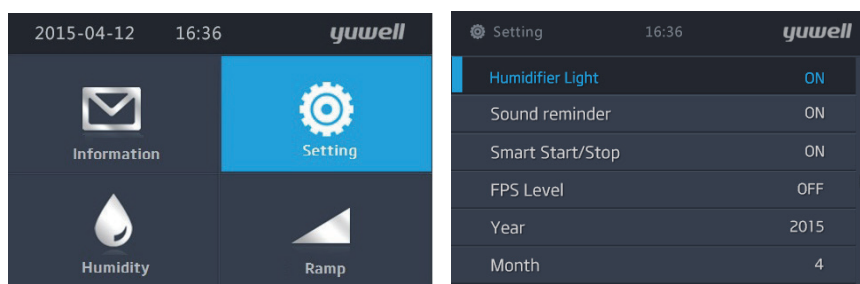 2015-04-12 16:36 yuwell
Information
Setting
Humidity
Ramp
Setting 16:36 yuwell
Humidifier Light ON
Sound reminder ON
Smart Start/Stop ON
FPS Level OFF
Year 2015
Month 4